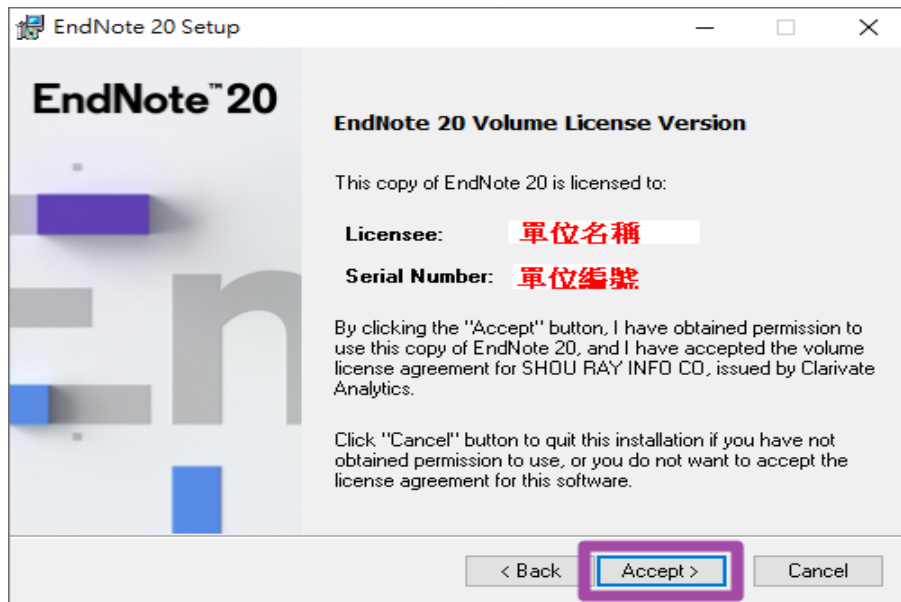 EndNote 20 Setup
EndNote™ 20
EndNote 20 Volume License Version
This copy of EndNote 20 is licensed to:
Licensee: 單位名稱
Serial Number: 單位編號
By clicking the "Accept" button, I have obtained permission to
use this copy of EndNote 20, and I have accepted the volume
license agreement for SHOU RAY INFO CO, issued by Clarivate
Analytics.
Click "Cancel" button to quit this installation if you have not
obtained permission to use, or you do not want to accept the
license agreement for this software.
< Back Accept > Cancel